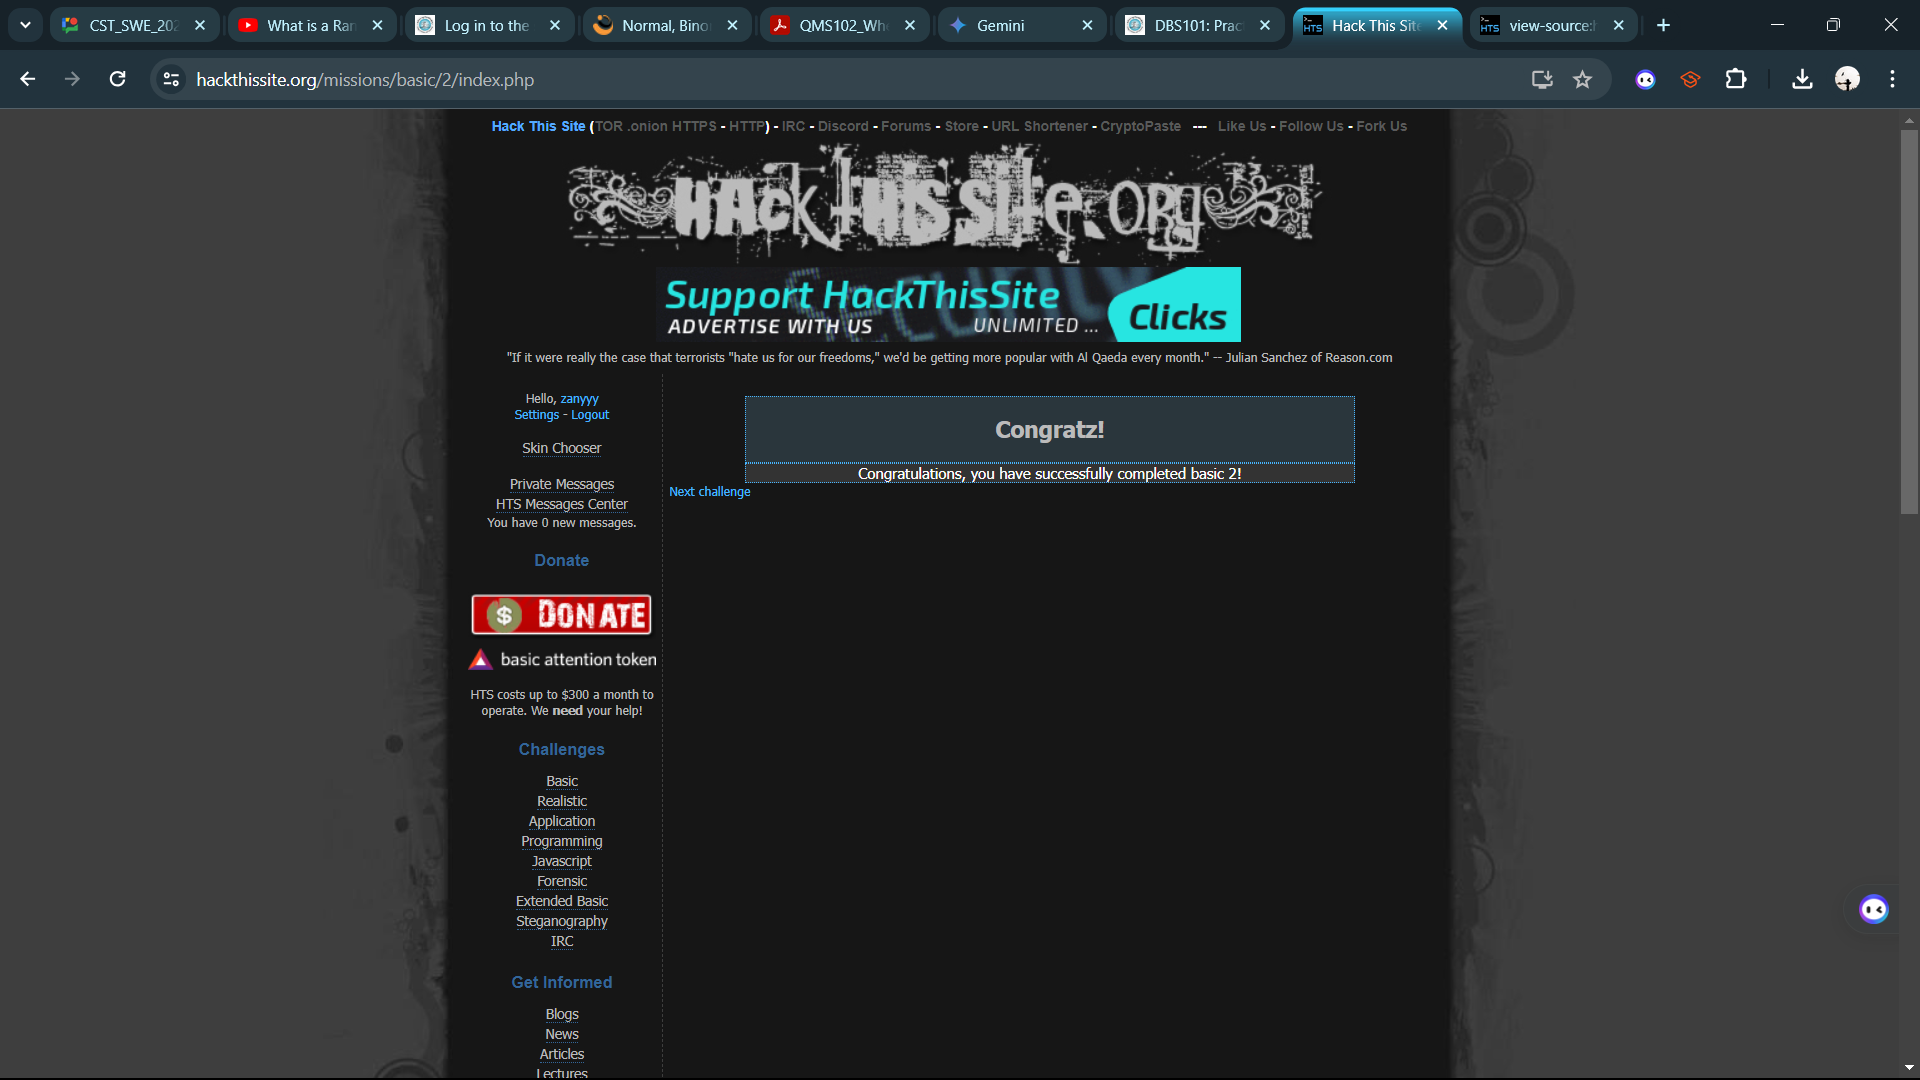 CST_SWE_202
What is a Ran
Log in to the
Normal, Bino
QMS102_Wh
Gemini
DBS101: Prac
Hack This Site
view-source:h
hackthissite.org/missions/basic/2/index.php
Hack This Site (TOR .onion HTTPS - HTTP) - IRC - Discord - Forums - Store - URL Shortener - CryptoPaste --- Like Us - Follow Us - Fork Us
HAck tHis site.oRg
Support HackThisSite
ADVERTISE WITH US UNLIMITED ... Clicks
"If it were really the case that terrorists "hate us for our freedoms," we'd be getting more popular with Al Qaeda every month." -- Julian Sanchez of Reason.com
Hello, zanyyy
Settings - Logout
Skin Chooser
Private Messages
HTS Messages Center
You have 0 new messages.
Donate
$ DONATE
basic attention token
HTS costs up to $300 a month to
operate. We need your help!
Challenges
Basic
Realistic
Application
Programming
Javascript
Forensic
Extended Basic
Steganography
IRC
Get Informed
Blogs
News
Articles
Lectures
Congratz!
Congratulations, you have successfully completed basic 2!
Next challenge